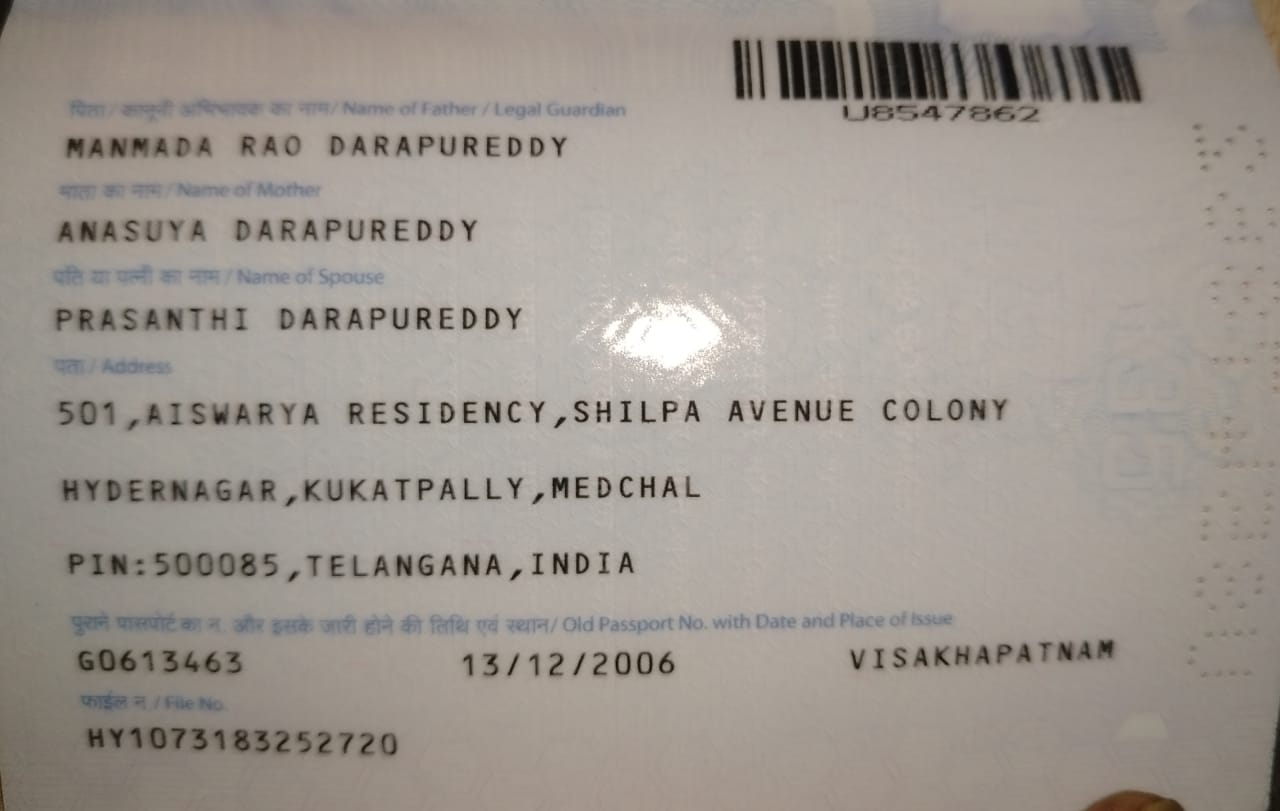 U8547862
पिता / कानूनी अभिभावक का नाम / Name of Father / Legal Guardian
MANMADA RAO DARAPUREDDY
माता का नाम / Name of Mother
ANASUYA DARAPUREDDY
पति या पत्नी का नाम / Name of Spouse
PRASANTHI DARAPUREDDY
पता / Address
501,AISWARYA RESIDENCY,SHILPA AVENUE COLONY
HYDERNAGAR,KUKATPALLY,MEDCHAL
PIN:500085,TELANGANA,INDIA
पुराने पासपोर्ट का न. और इसके जारी होने की तिथि एवं स्थान / Old Passport No. with Date and Place of Issue
G0613463 13/12/2006 VISAKHAPATNAM
फाईल न. / File No.
HY1073183252720